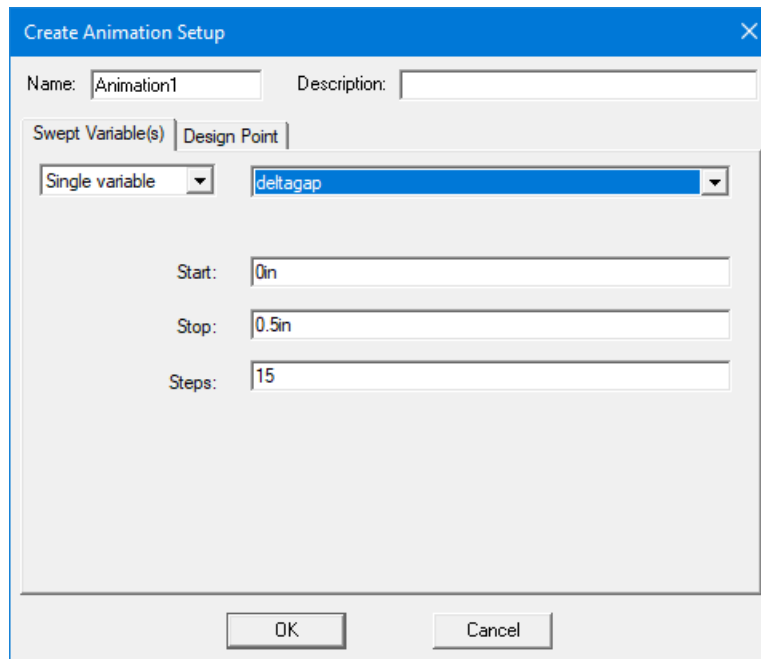 Create Animation Setup
Name: Animation1 Description:
Swept Variable(s) Design Point
Single variable deltagap
Start: 0in
Stop: 0.5in
Steps: 15
OK Cancel